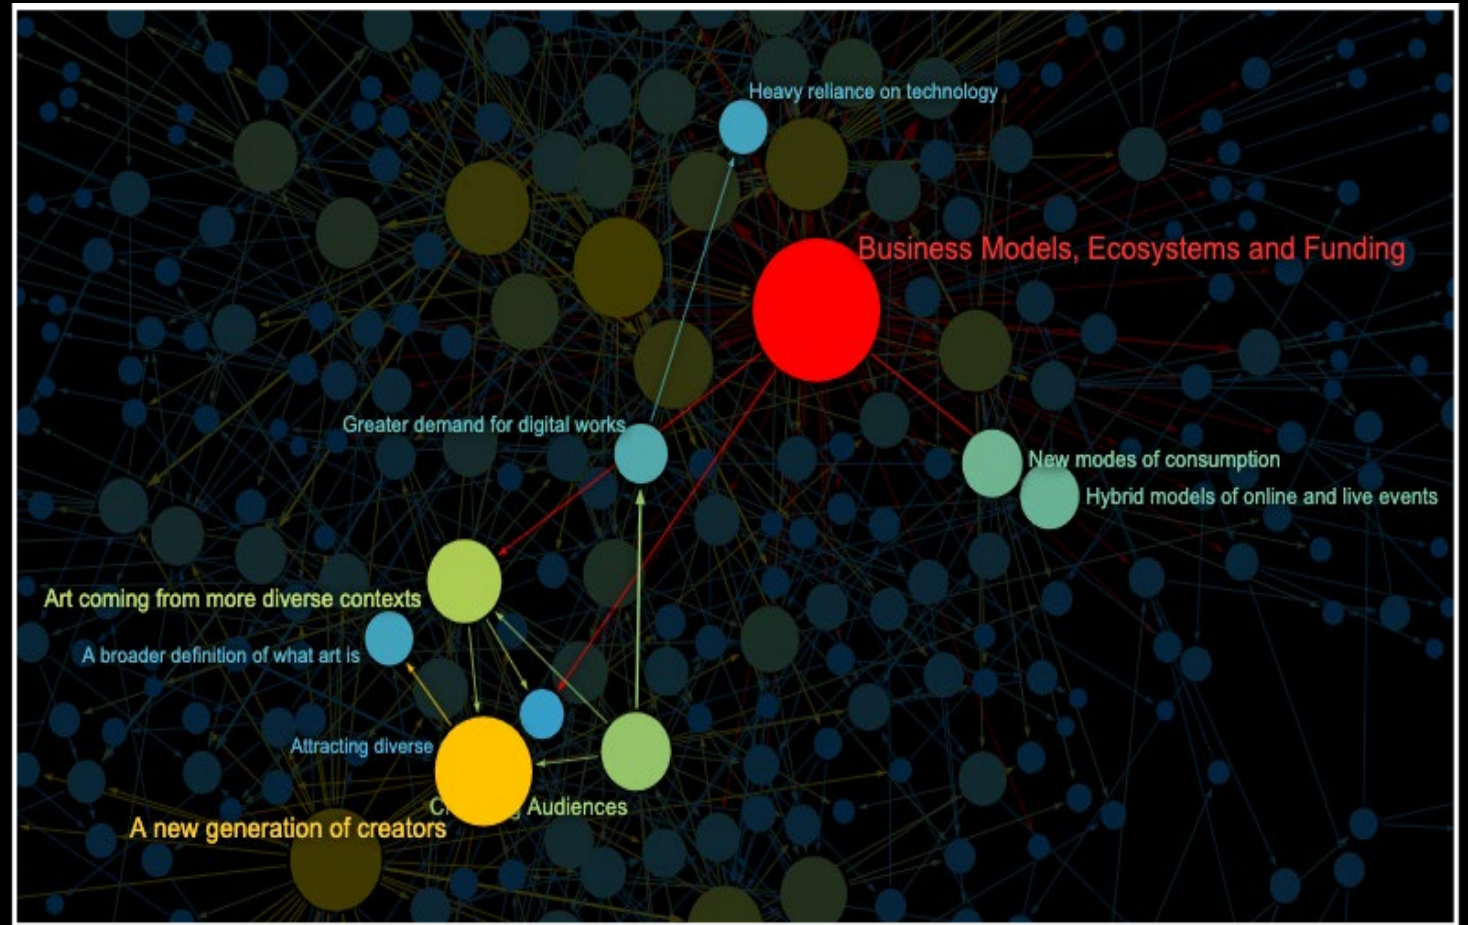 Heavy reliance on technology
Business Models, Ecosystems and Funding
Greater demand for digital works
New modes of consumption
Hybrid models of online and live events
Art coming from more diverse contexts
A broader definition of what art is
Attracting diverse
Audiences
A new generation of creators